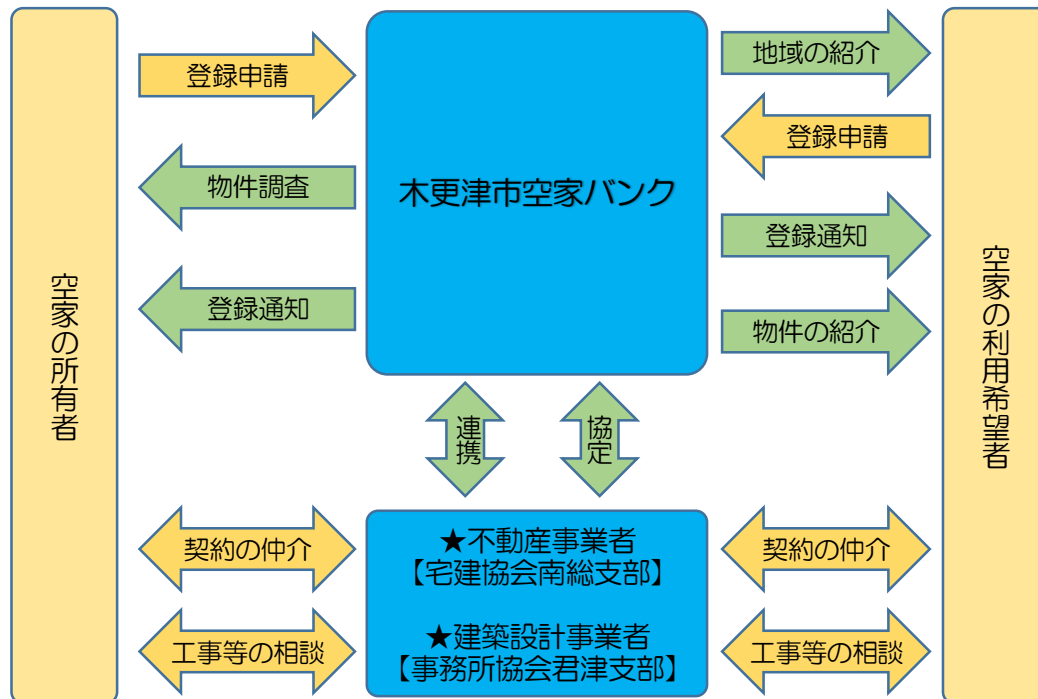 空家の所有者
登録申請
物件調査
登録通知
木更津市空家バンク
地域の紹介
登録申請
登録通知
物件の紹介
空家の利用希望者
連携
協定
契約の仲介
工事等の相談
★不動産事業者
【宅建協会南総支部】
★建築設計事業者
【事務所協会君津支部】
契約の仲介
工事等の相談